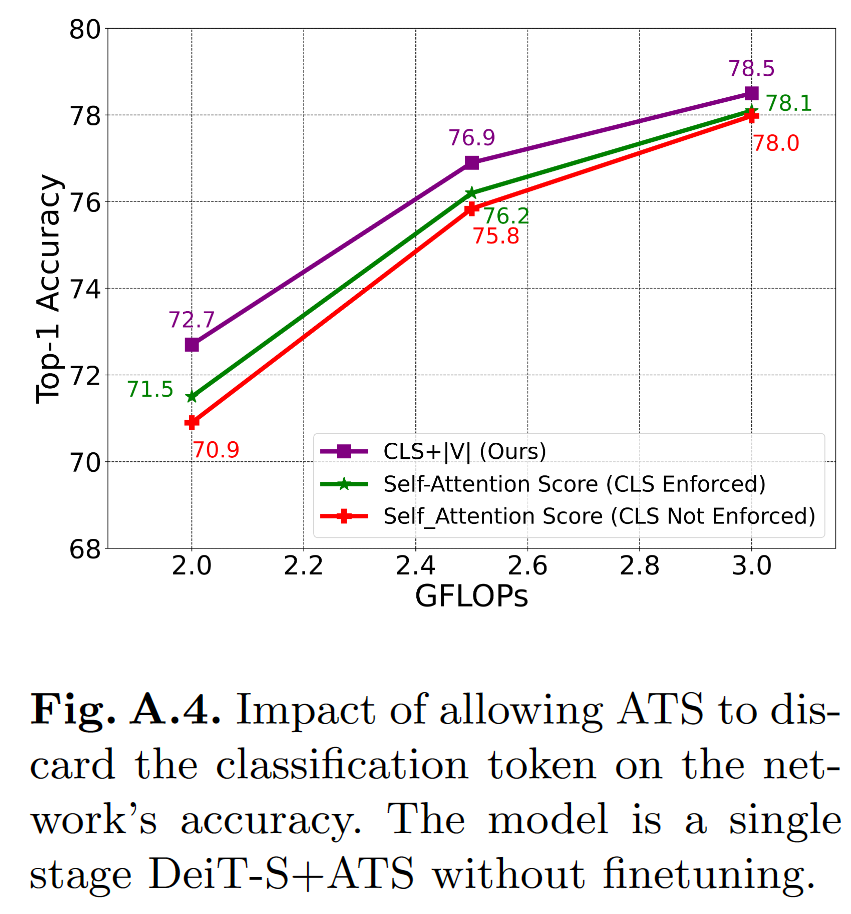 80
78
76
74
72
70
68
Top-1 Accuracy
78.5
78.1
78.0
76.9
76.2
75.8
72.7
71.5
70.9
CLS+|V| (Ours)
Self-Attention Score (CLS Enforced)
Self_Attention Score (CLS Not Enforced)
2.0 2.2 2.4 2.6 2.8 3.0
GFLOPs
Fig. A.4. Impact of allowing ATS to dis-
card the classification token on the net-
work's accuracy. The model is a single
stage DeiT-S+ATS without finetuning.